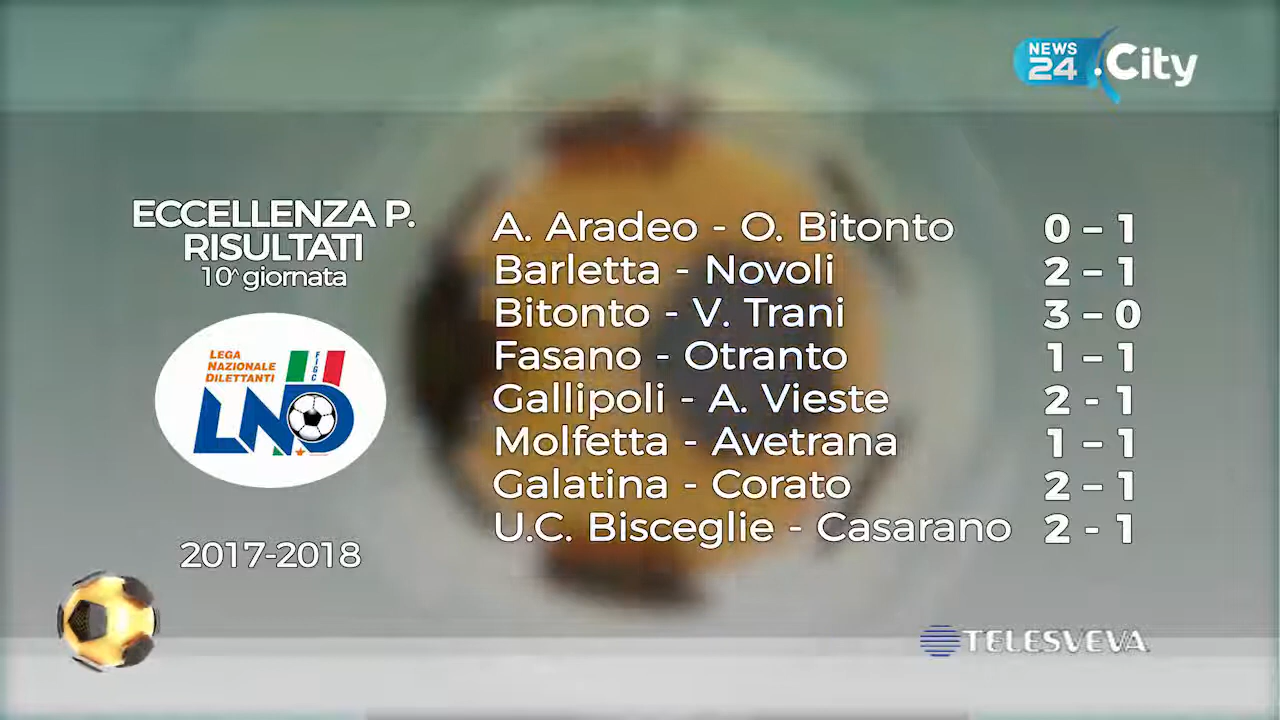 NEWS
24 .City
ECCELLENZA P.
RISULTATI
10^ giornata
LEGA
NAZIONALE
DILETTANTI
FIGC
LND
2017-2018
A. Aradeo - O. Bitonto 0 – 1
Barletta - Novoli 2 – 1
Bitonto - V. Trani 3 – 0
Fasano - Otranto 1 – 1
Gallipoli - A. Vieste 2 - 1
Molfetta - Avetrana 1 – 1
Galatina - Corato 2 – 1
U.C. Bisceglie - Casarano 2 - 1
TELESVEVA